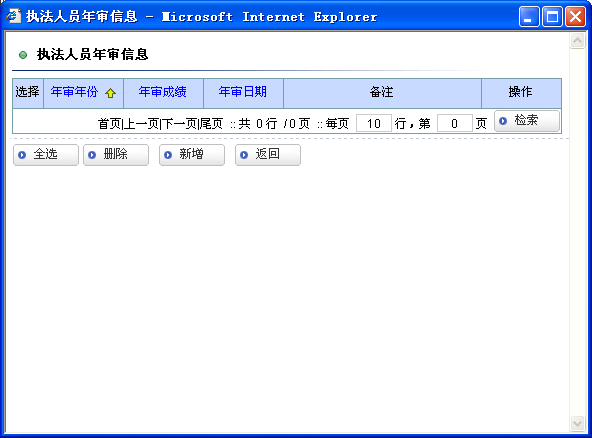 执法人员年审信息 - Microsoft Internet Explorer
执法人员年审信息
选择 年审年份 年审成绩 年审日期 备注 操作
首页|上一页|下一页|尾页 :: 共 0 行 / 0 页 :: 每页 10 行，第 0 页 检索
全选 删除 新增 返回